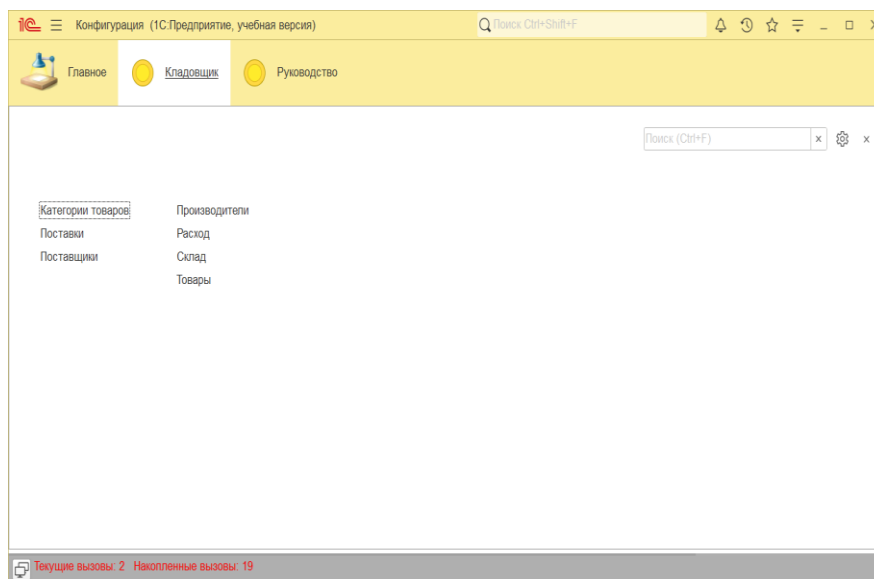 1С Конфигурация (1С:Предприятие, учебная версия) Поиск Ctrl+Shift+F
Главное Кладовщик Руководство
Поиск (Ctrl+F) x x
Категории товаров Производители
Поставки Расход
Поставщики Склад
Товары
Текущие вызовы: 2 Накопленные вызовы: 19